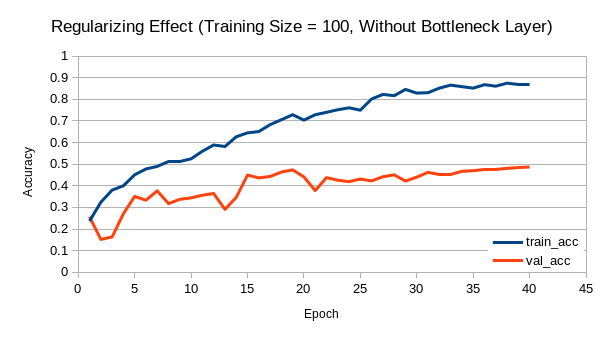 Regularizing Effect (Training Size = 100, Without Bottleneck Layer)
1
0.9
0.8
0.7
0.6
0.5
0.4
0.3
0.2
0.1
0
Accuracy
train_acc
val_acc
0 5 10 15 20 25 30 35 40 45
Epoch